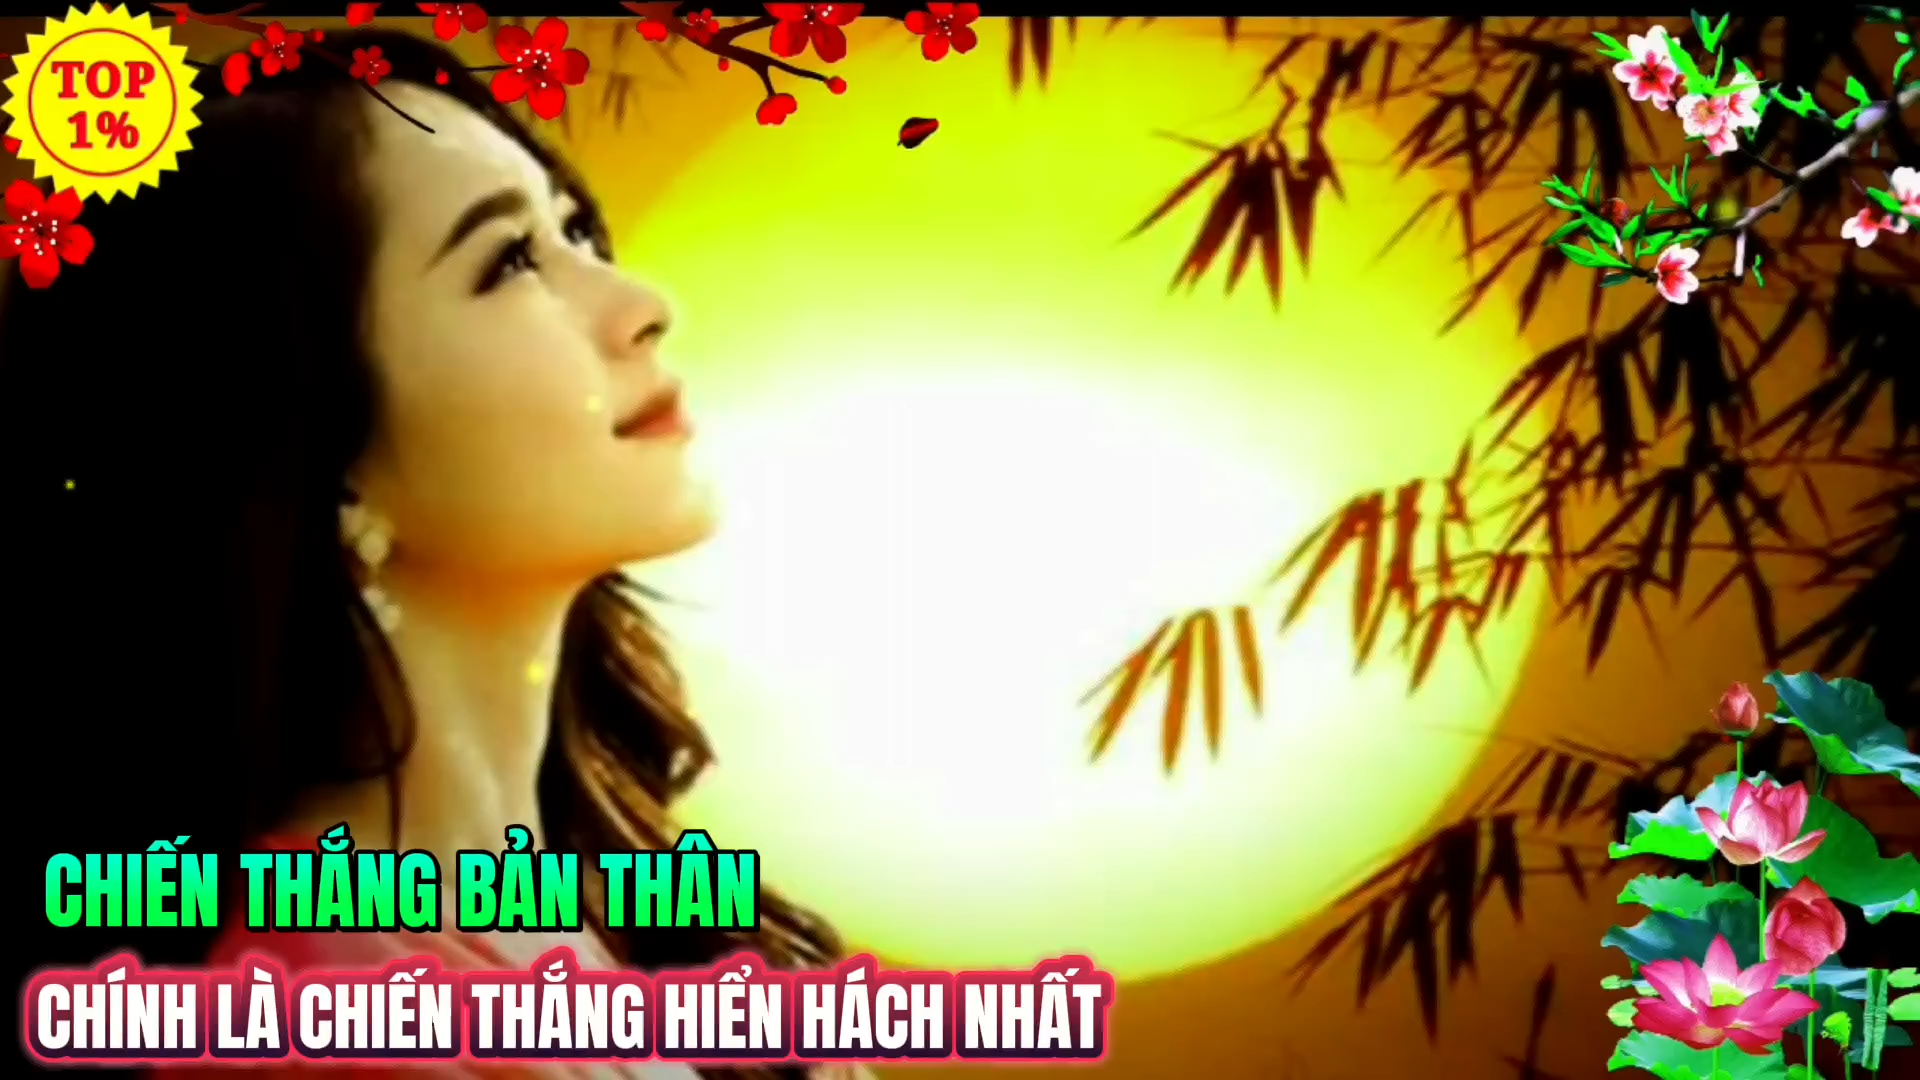 TOP
1%
CHIẾN THẮNG BẢN THÂN
CHÍNH LÀ CHIẾN THẮNG HIỂN HÁCH NHẤT